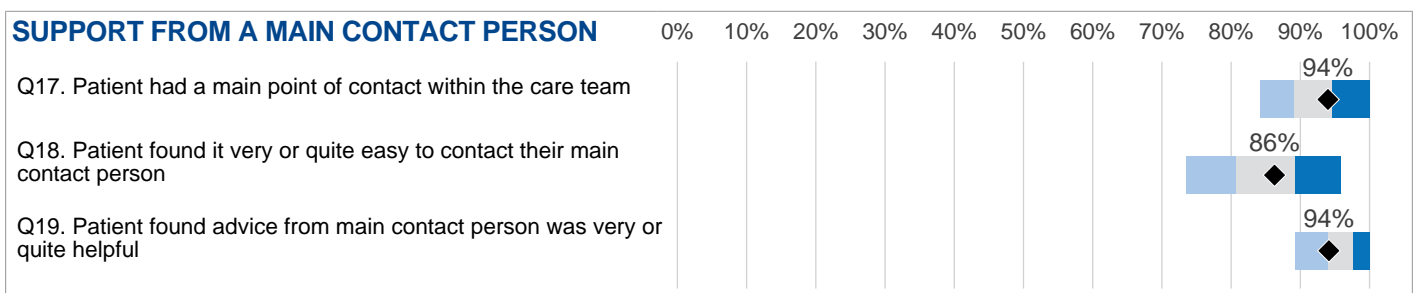 SUPPORT FROM A MAIN CONTACT PERSON
0% 10% 20% 30% 40% 50% 60% 70% 80% 90% 100%
Q17. Patient had a main point of contact within the care team
94%
Q18. Patient found it very or quite easy to contact their main
contact person
86%
Q19. Patient found advice from main contact person was very or
quite helpful
94%